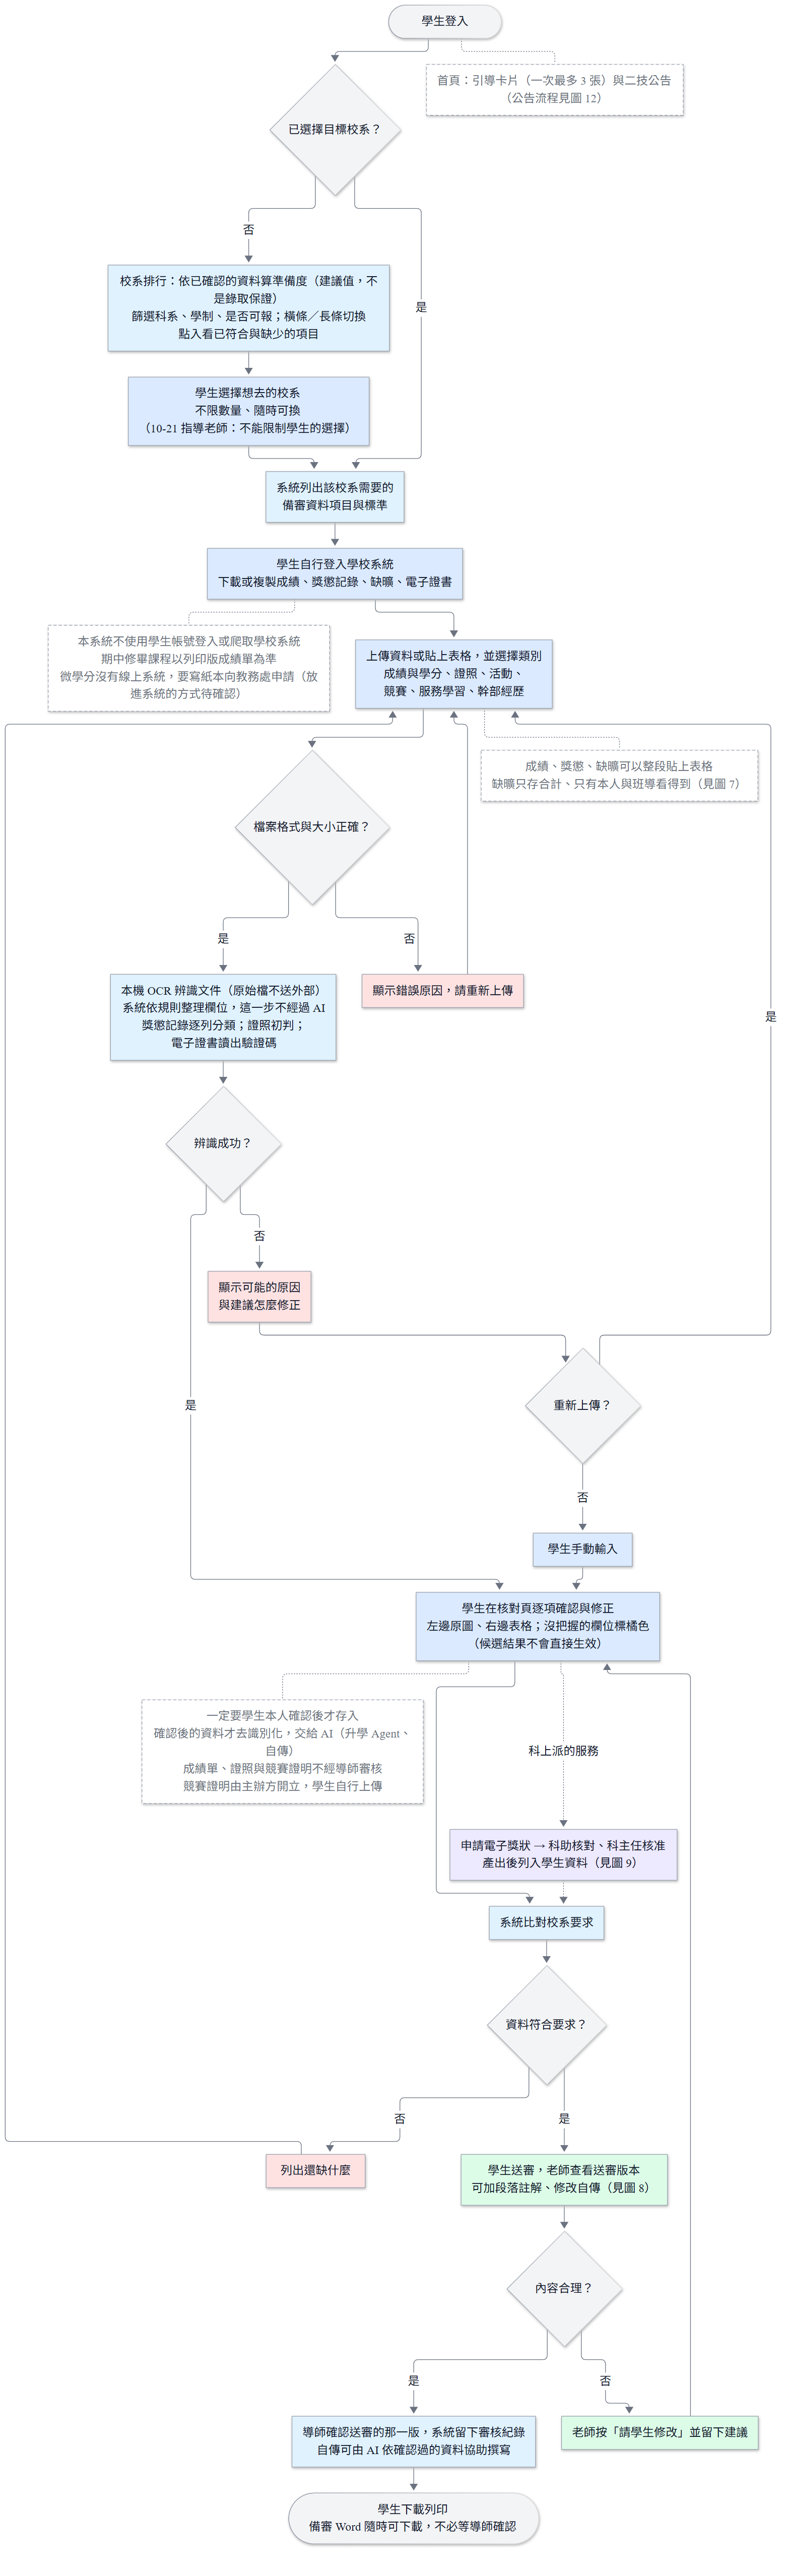 學生登入
首頁：引導卡片（一次最多 3 張）與二技公告
（公告流程見圖 12）
已選擇目標校系？
否
是
校系排行：依已確認的資料算準備度（建議值，不
是錄取保證）
篩選科系、學制、是否可報；橫條／長條切換
點入看已符合與缺少的項目
學生選擇想去的校系
不限數量、隨時可換
（10-21 指導老師：不能限制學生的選擇）
系統列出該校系需要的
備審資料項目與標準
學生自行登入學校系統
下載或複製成績、獎懲記錄、缺曠、電子證書
本系統不使用學生帳號登入或爬取學校系統
期中修畢課程以列印版成績單為準
微學分沒有線上系統，要寫紙本向教務處申請（放
進系統的方式待確認）
上傳資料或貼上表格，並選擇類別
成績與學分、證照、活動、
競賽、服務學習、幹部經歷
成績、獎懲、缺曠可以整段貼上表格
缺曠只存合計、只有本人與班導看得到（見圖 7）
檔案格式與大小正確？
是
否
本機 OCR 辨識文件（原始檔不送外部）
系統依規則整理欄位，這一步不經過 AI
獎懲記錄逐列分類；證照初判；
電子證書讀出驗證碼
顯示錯誤原因，請重新上傳
是
辨識成功？
否
顯示可能的原因
與建議怎麼修正
是
重新上傳？
否
學生手動輸入
學生在核對頁逐項確認與修正
左邊原圖、右邊表格；沒把握的欄位標橘色
（候選結果不會直接生效）
一定要學生本人確認後才存入
確認後的資料才去識別化，交給 AI（升學 Agent、
自傳）
成績單、證照與競賽證明不經導師審核
競賽證明由主辦方開立，學生自行上傳
科上派的服務
申請電子獎狀 → 科助核對、科主任核准
產出後列入學生資料（見圖 9）
系統比對校系要求
資料符合要求？
否
是
列出還缺什麼
學生送審，老師查看送審版本
可加段落註解、修改自傳（見圖 8）
內容合理？
是
否
導師確認送審的那一版，系統留下審核紀錄
自傳可由 AI 依確認過的資料協助撰寫
老師按「請學生修改」並留下建議
學生下載列印
備審 Word 隨時可下載，不必等導師確認